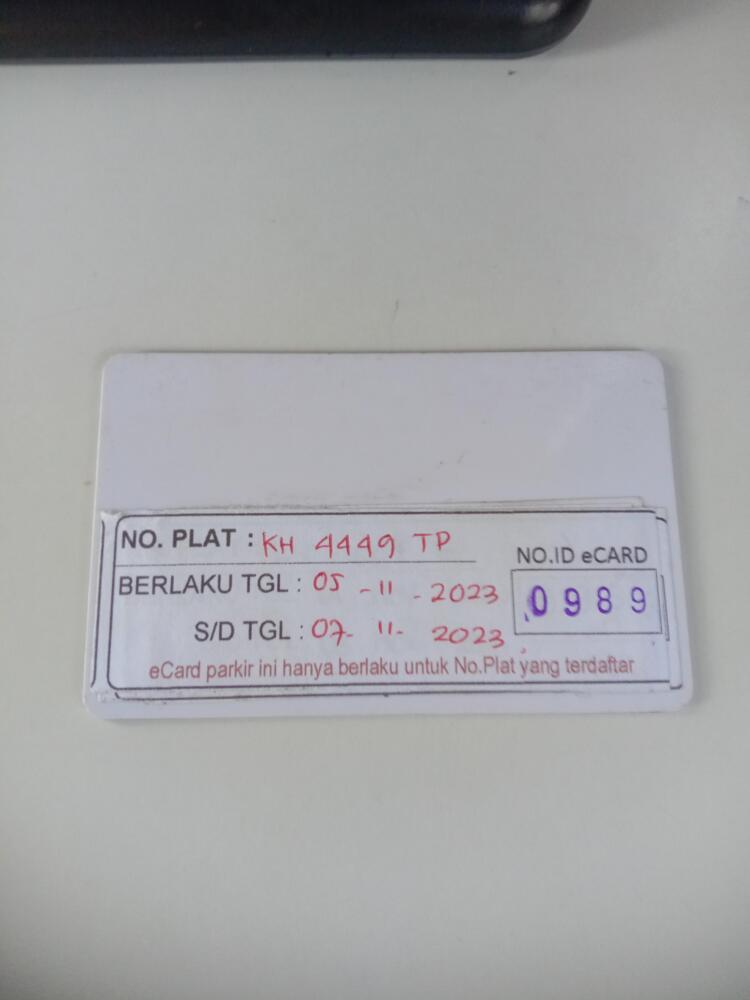 NO. PLAT : KH 4449 TP
NO.ID eCARD
BERLAKU TGL : 05 - 11 - 2023
0989
S/D TGL : 07- 11- 2023
eCard parkir ini hanya berlaku untuk No.Plat yang terdaftar